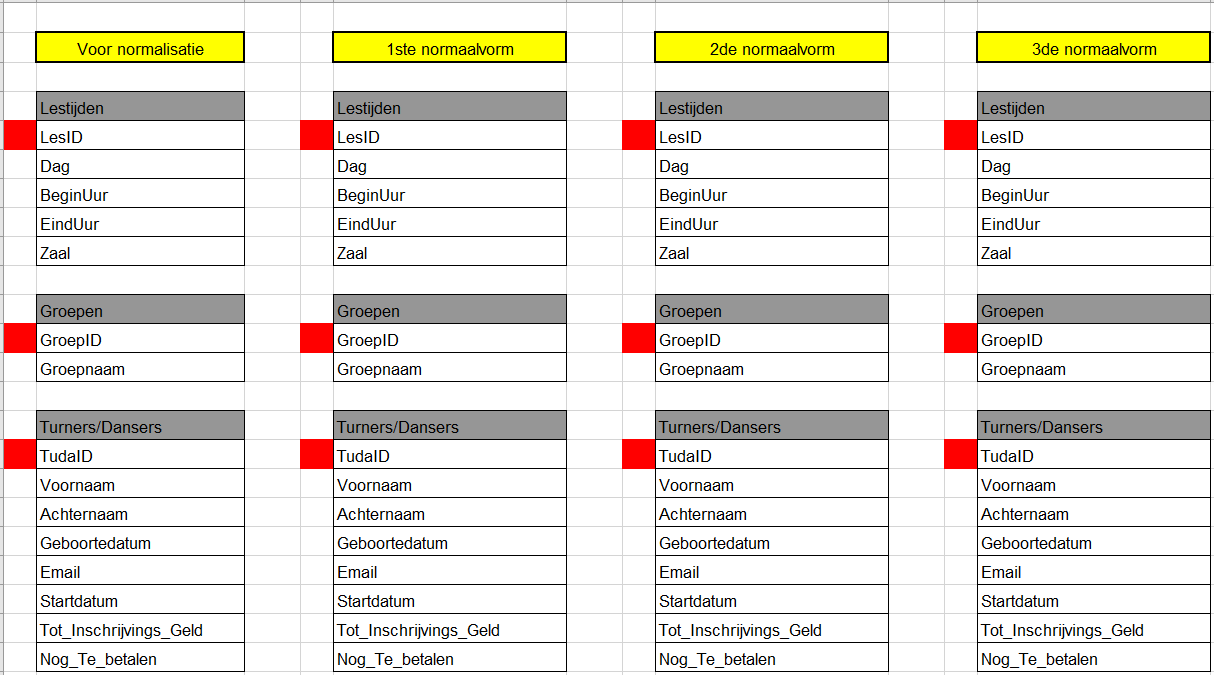 Voor normalisatie 1ste normaalvorm 2de normaalvorm 3de normaalvorm
Lestijden Lestijden Lestijden Lestijden
LesID LesID LesID LesID
Dag Dag Dag Dag
BeginUur BeginUur BeginUur BeginUur
EindUur EindUur EindUur EindUur
Zaal Zaal Zaal Zaal
Groepen Groepen Groepen Groepen
GroepID GroepID GroepID GroepID
Groepnaam Groepnaam Groepnaam Groepnaam
Turners/Dansers Turners/Dansers Turners/Dansers Turners/Dansers
TudaID TudaID TudaID TudaID
Voornaam Voornaam Voornaam Voornaam
Achternaam Achternaam Achternaam Achternaam
Geboortedatum Geboortedatum Geboortedatum Geboortedatum
Email Email Email Email
Startdatum Startdatum Startdatum Startdatum
Tot_Inschrijvings_Geld Tot_Inschrijvings_Geld Tot_Inschrijvings_Geld Tot_Inschrijvings_Geld
Nog_Te_betalen Nog_Te_betalen Nog_Te_betalen Nog_Te_betalen